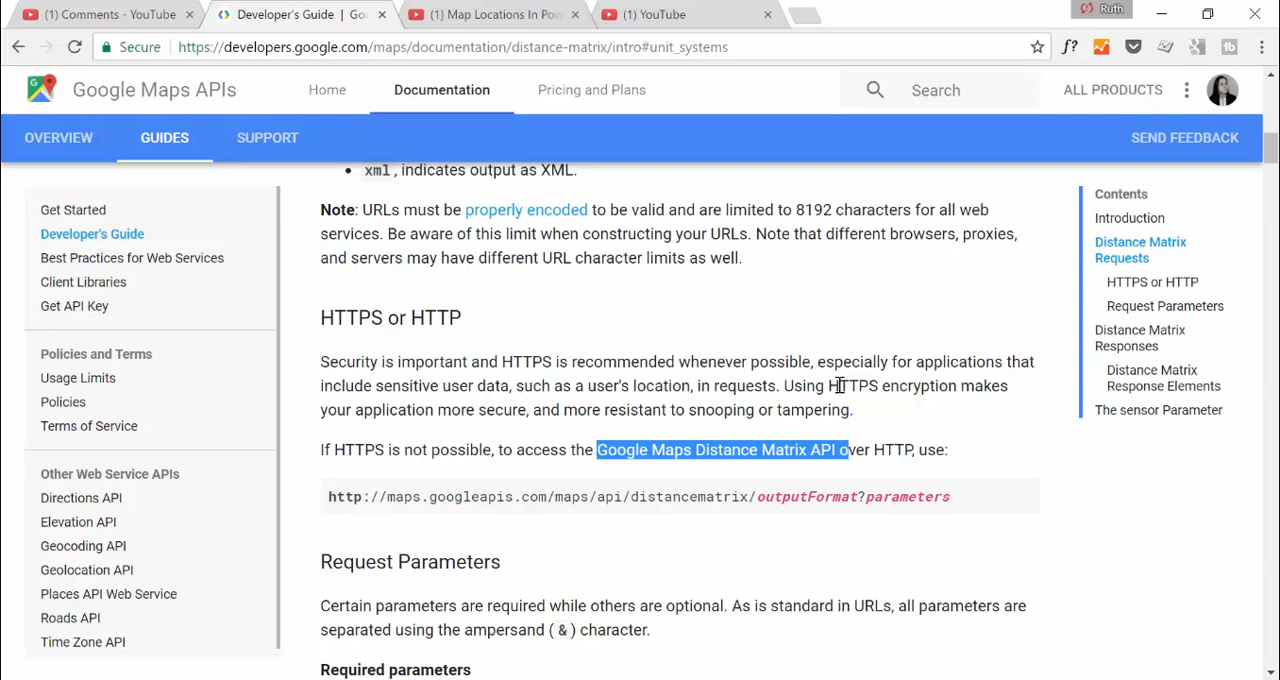 (1) Comments - YouTube
Developer's Guide | Go
(1) Map Locations In Pow
(1) YouTube
Ruth
Secure
https://developers.google.com/maps/documentation/distance-matrix/intro#unit_systems
f?
Google Maps APIs
Home
Documentation
Pricing and Plans
Search
ALL PRODUCTS
OVERVIEW
GUIDES
SUPPORT
SEND FEEDBACK
Get Started
Developer's Guide
Best Practices for Web Services
Client Libraries
Get API Key
Policies and Terms
Usage Limits
Policies
Terms of Service
Other Web Service APIs
Directions API
Elevation API
Geocoding API
Geolocation API
Places API Web Service
Roads API
Time Zone API
• xml, indicates output as XML.
Note: URLs must be properly encoded to be valid and are limited to 8192 characters for all web
services. Be aware of this limit when constructing your URLs. Note that different browsers, proxies,
and servers may have different URL character limits as well.
HTTPS or HTTP
Security is important and HTTPS is recommended whenever possible, especially for applications that
include sensitive user data, such as a user's location, in requests. Using HTTPS encryption makes
your application more secure, and more resistant to snooping or tampering.
If HTTPS is not possible, to access the Google Maps Distance Matrix API over HTTP, use:
http://maps.googleapis.com/maps/api/distancematrix/outputFormat?parameters
Request Parameters
Certain parameters are required while others are optional. As is standard in URLs, all parameters are
separated using the ampersand (&) character.
Required parameters
Contents
Introduction
Distance Matrix
Requests
HTTPS or HTTP
Request Parameters
Distance Matrix
Responses
Distance Matrix
Response Elements
The sensor Parameter